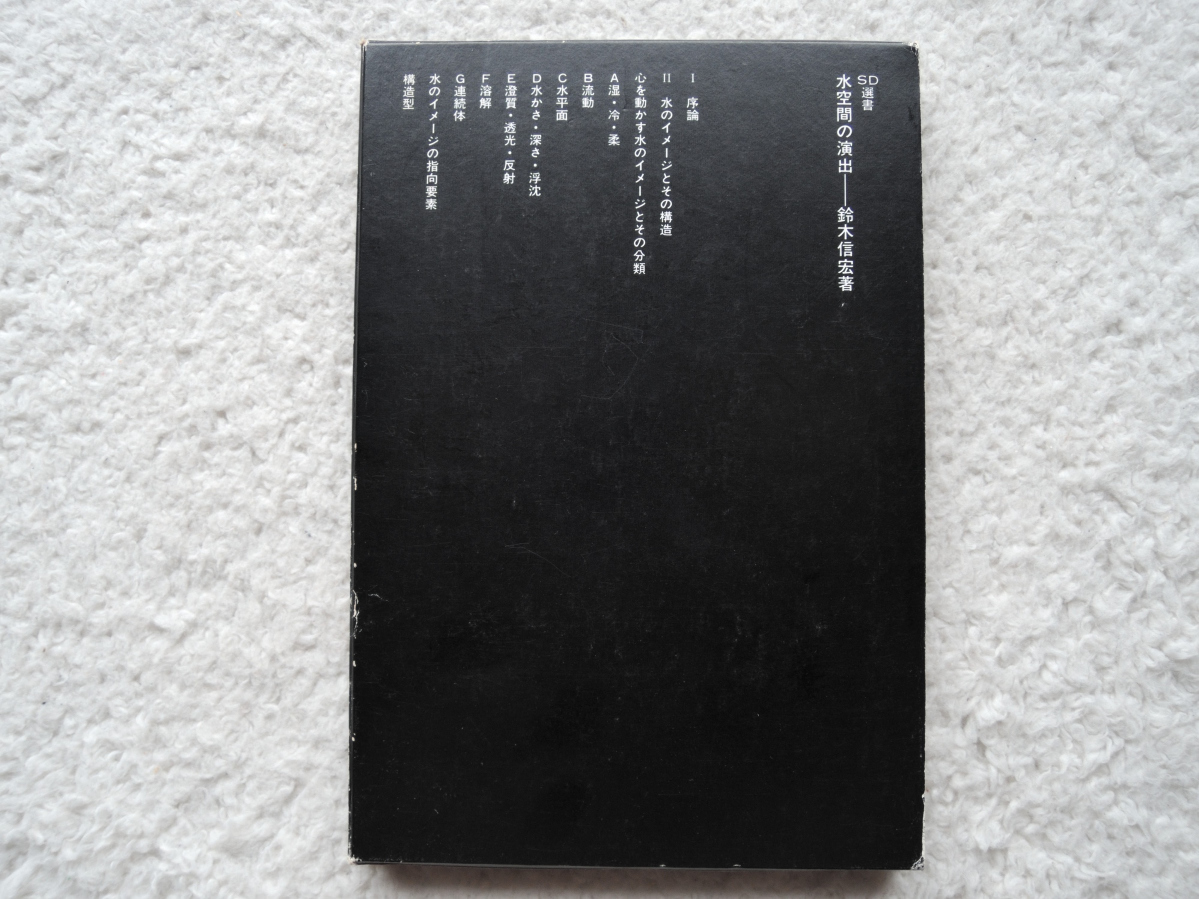 SD選書
水空間の演出——鈴木信宏著
I 序論
II 水のイメージとその構造
心を動かす水のイメージとその分類
A湿・冷・柔
B流動
C水平面
D水かさ・深さ・浮沈
E澄質・透光・反射
F溶解
G連続体
水のイメージの指向要素
構造型